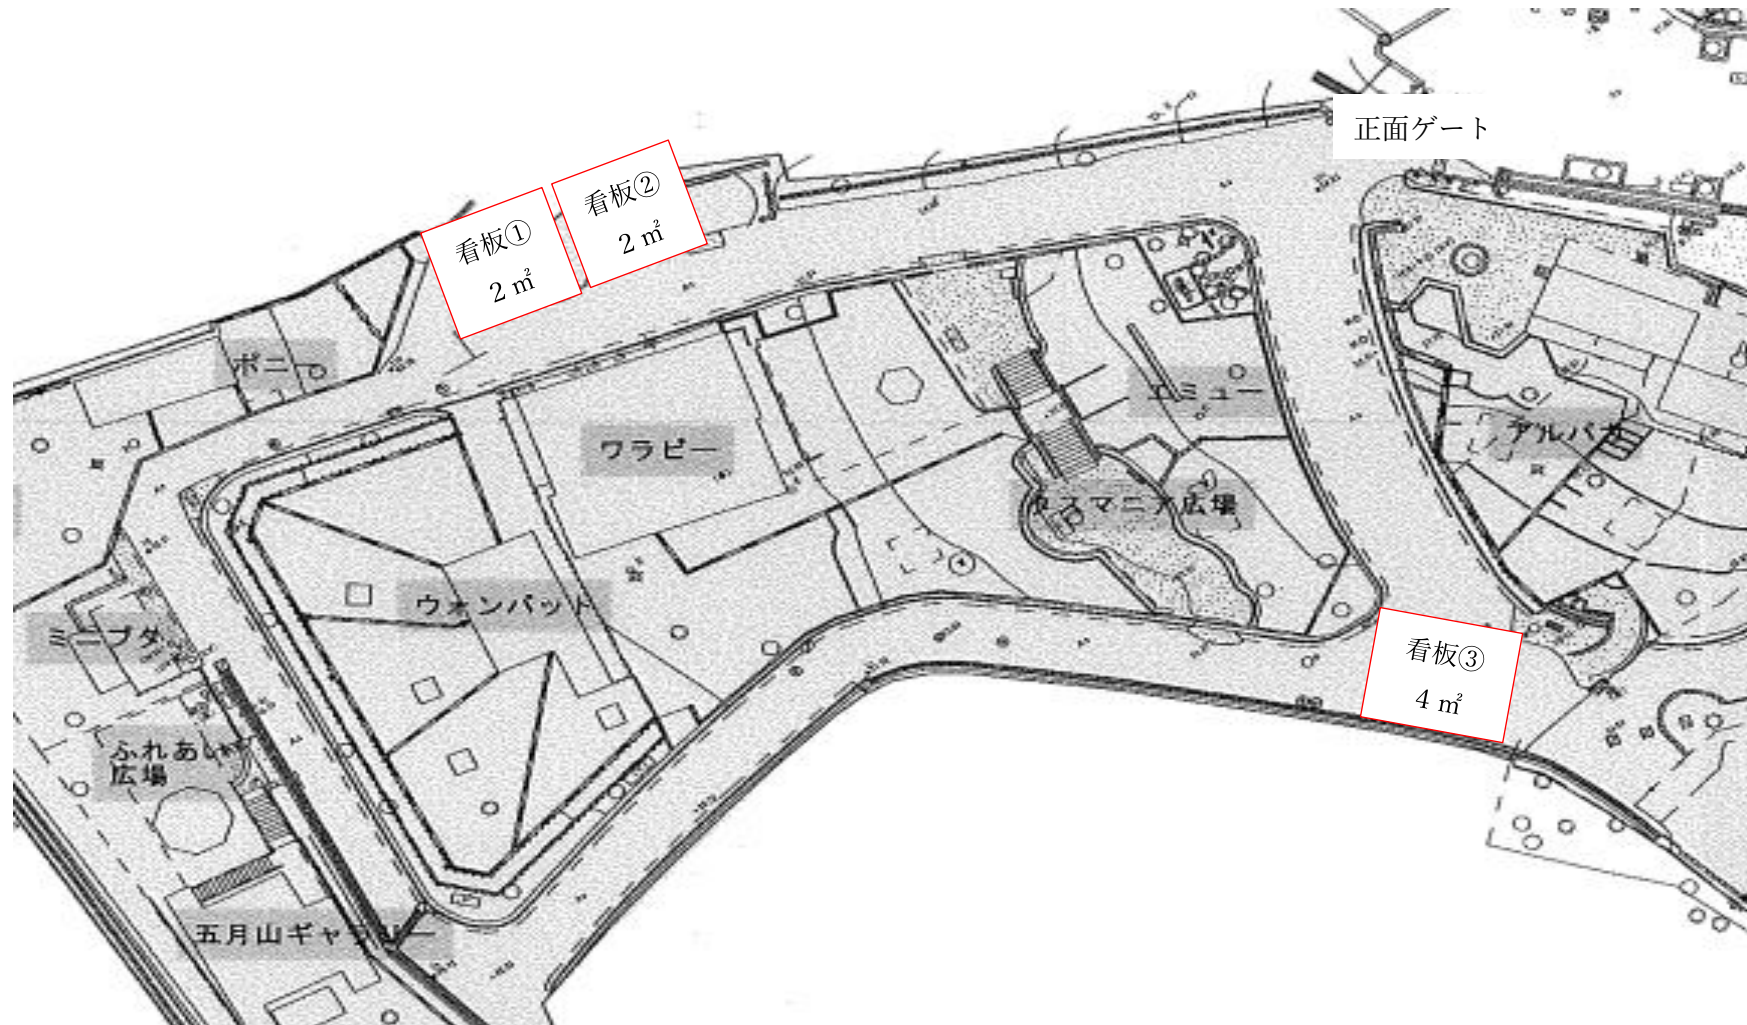 正面ゲート
看板②
2㎡
看板①
2㎡
ポニー
エミュー
ワラビー
アルパカ
タスマニア広場
ウォンバット
ミニブタ
看板③
4㎡
ふれあい
広場
五月山ギャラリー